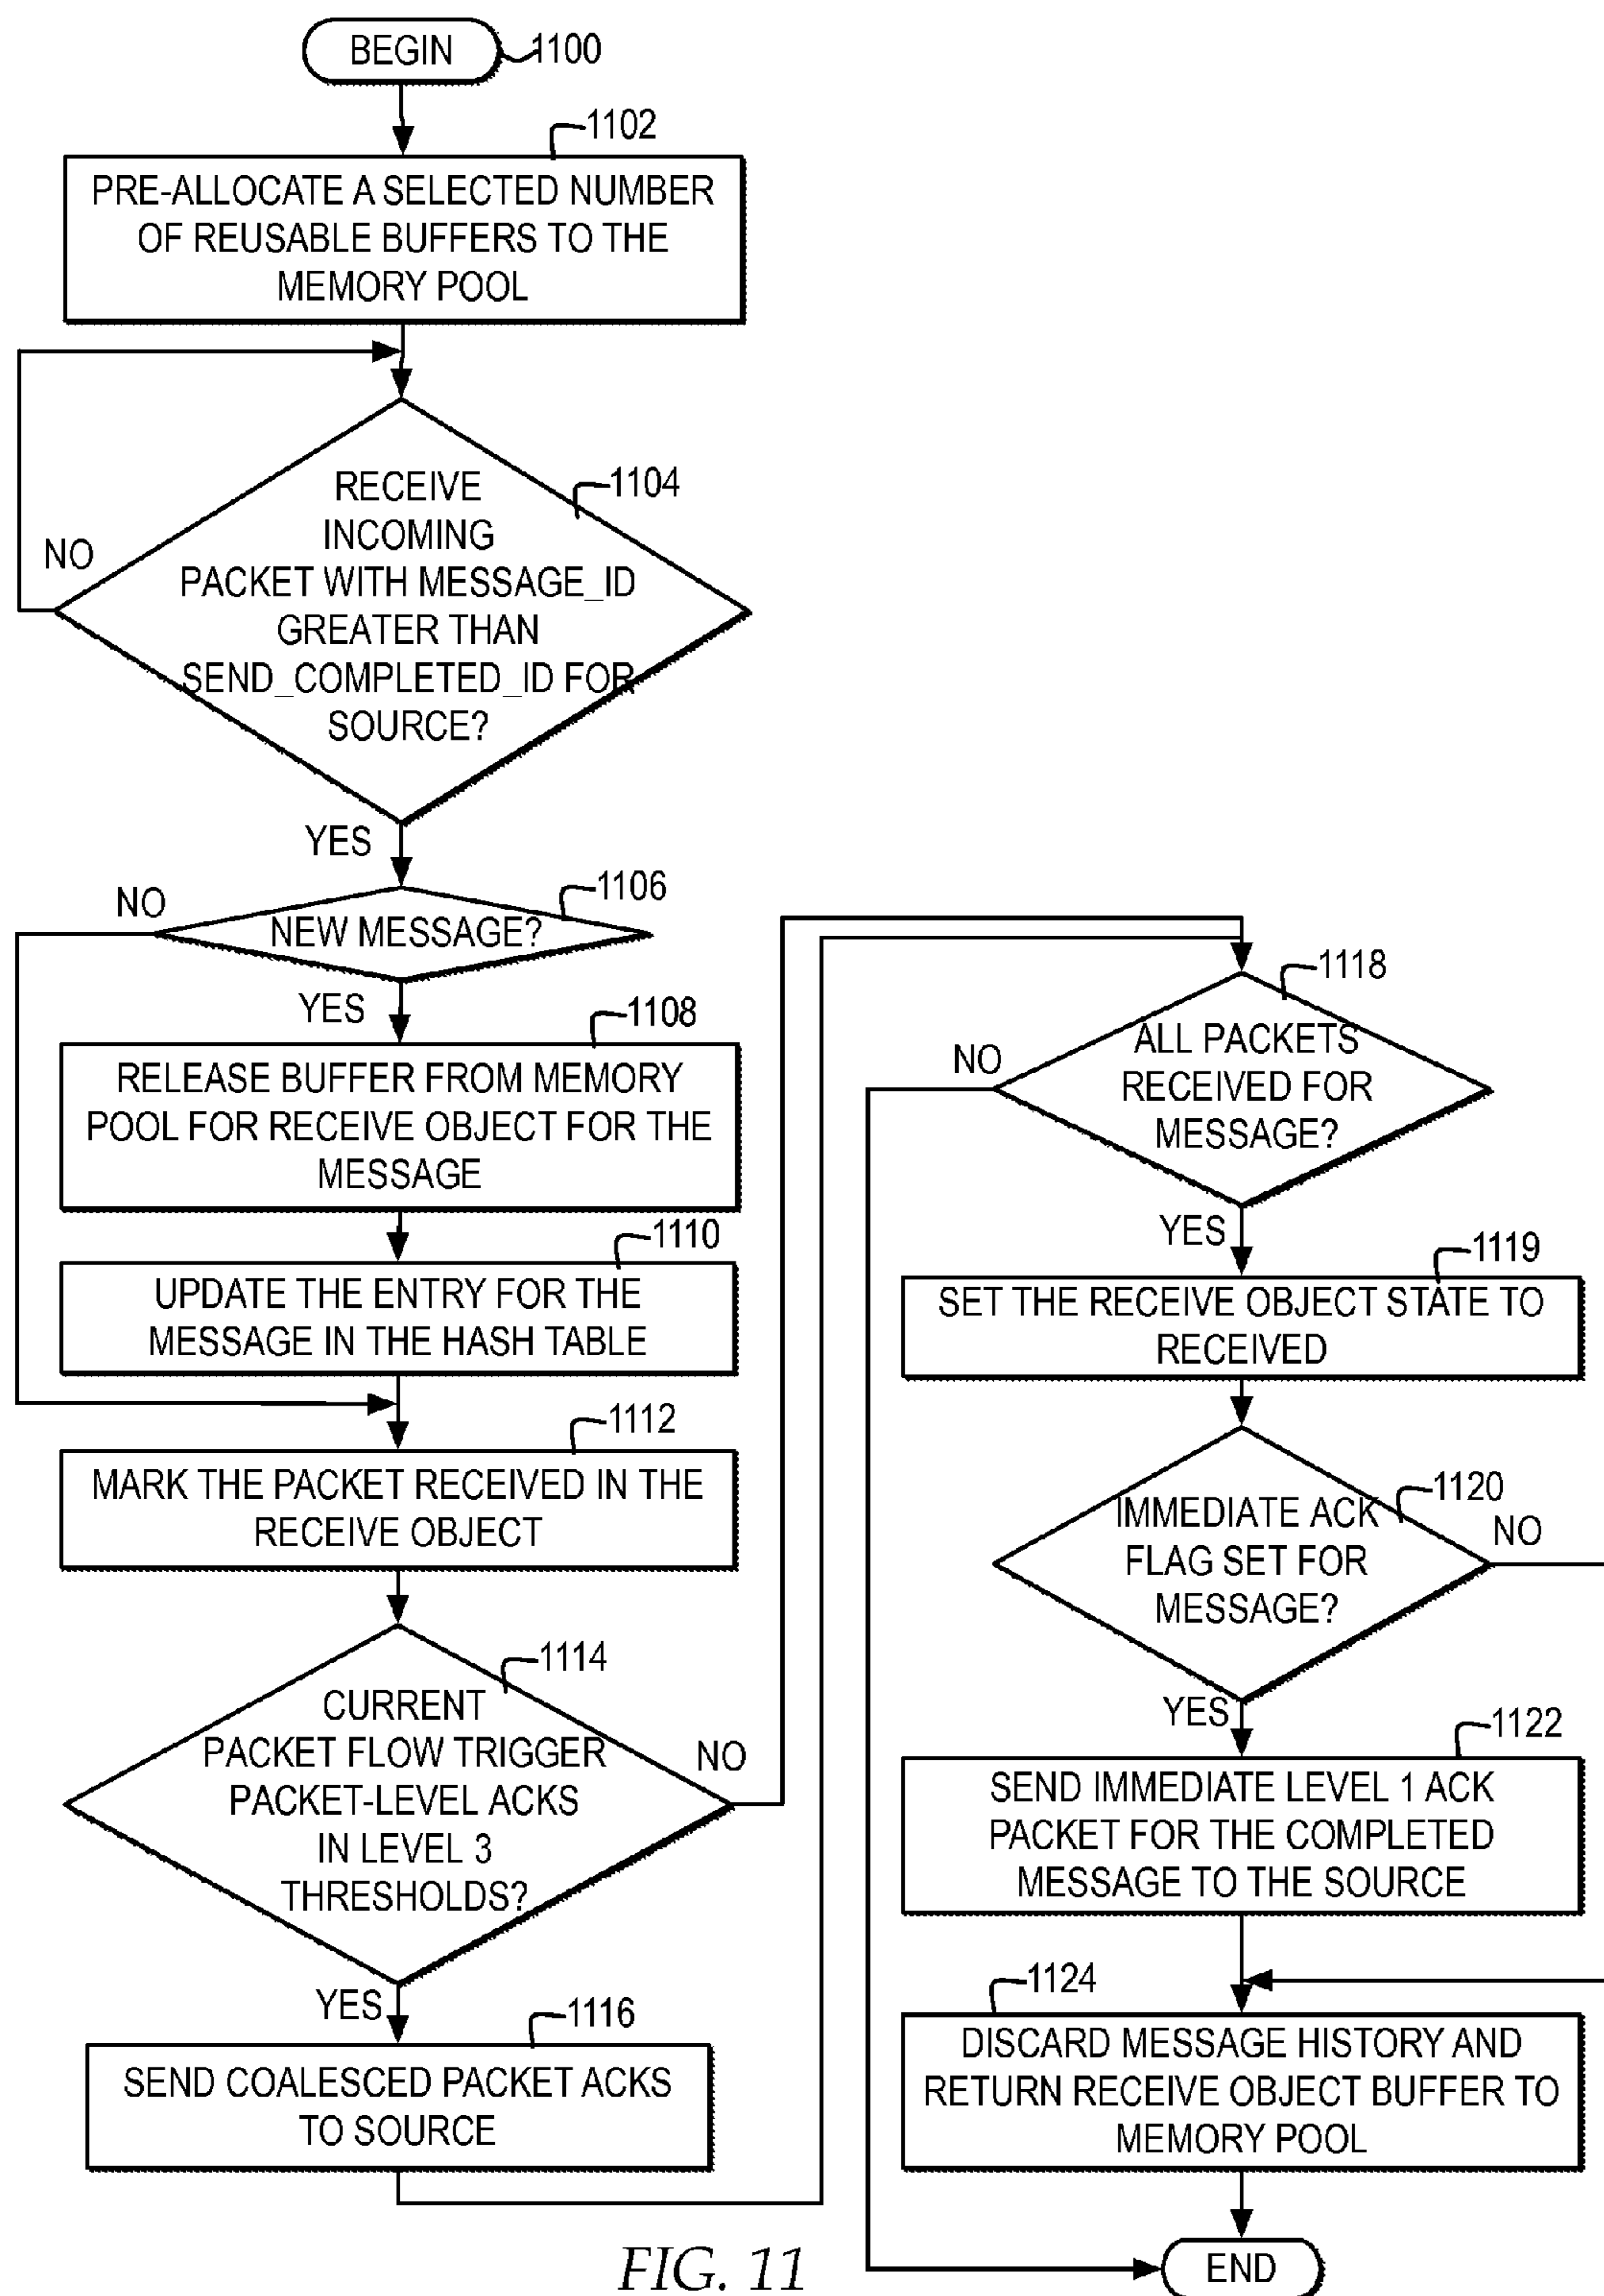 BEGIN
1100
1102
PRE-ALLOCATE A SELECTED NUMBER
OF REUSABLE BUFFERS TO THE
MEMORY POOL
1104
RECEIVE
INCOMING
PACKET WITH MESSAGE_ID
GREATER THAN
SEND_COMPLETED_ID FOR
SOURCE?
NO
YES
1106
NEW MESSAGE?
NO
YES
1108
RELEASE BUFFER FROM MEMORY
POOL FOR RECEIVE OBJECT FOR THE
MESSAGE
1110
UPDATE THE ENTRY FOR THE
MESSAGE IN THE HASH TABLE
1112
MARK THE PACKET RECEIVED IN THE
RECEIVE OBJECT
1114
CURRENT
PACKET FLOW TRIGGER
PACKET-LEVEL ACKS
IN LEVEL 3
THRESHOLDS?
NO
YES
1116
SEND COALESCED PACKET ACKS
TO SOURCE
1118
ALL PACKETS
RECEIVED FOR
MESSAGE?
NO
YES
1119
SET THE RECEIVE OBJECT STATE TO
RECEIVED
1120
IMMEDIATE ACK
FLAG SET FOR
MESSAGE?
NO
YES
1122
SEND IMMEDIATE LEVEL 1 ACK
PACKET FOR THE COMPLETED
MESSAGE TO THE SOURCE
1124
DISCARD MESSAGE HISTORY AND
RETURN RECEIVE OBJECT BUFFER TO
MEMORY POOL
END
FIG. 11